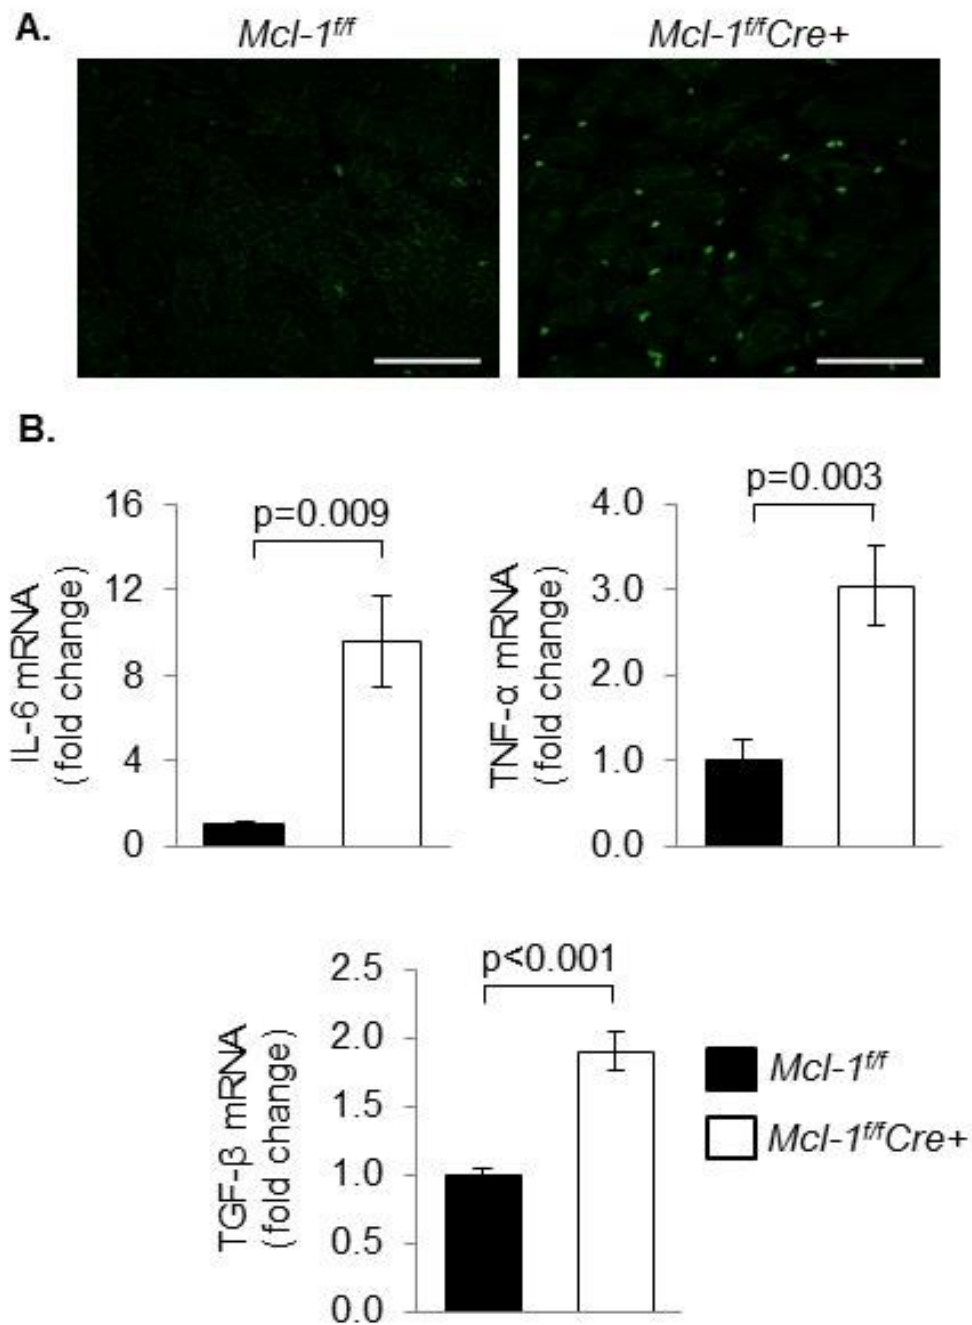 A.
Mcl-1f/f
Mcl-1f/fCre+
B.
IL-6 mRNA
(fold change)
16
12
8
4
0
p=0.009
TNF-α mRNA
(fold change)
4.0
3.0
2.0
1.0
0.0
p=0.003
TGF-β mRNA
(fold change)
2.5
2.0
1.5
1.0
0.5
0.0
p<0.001
Mcl-1f/f
Mcl-1f/fCre+